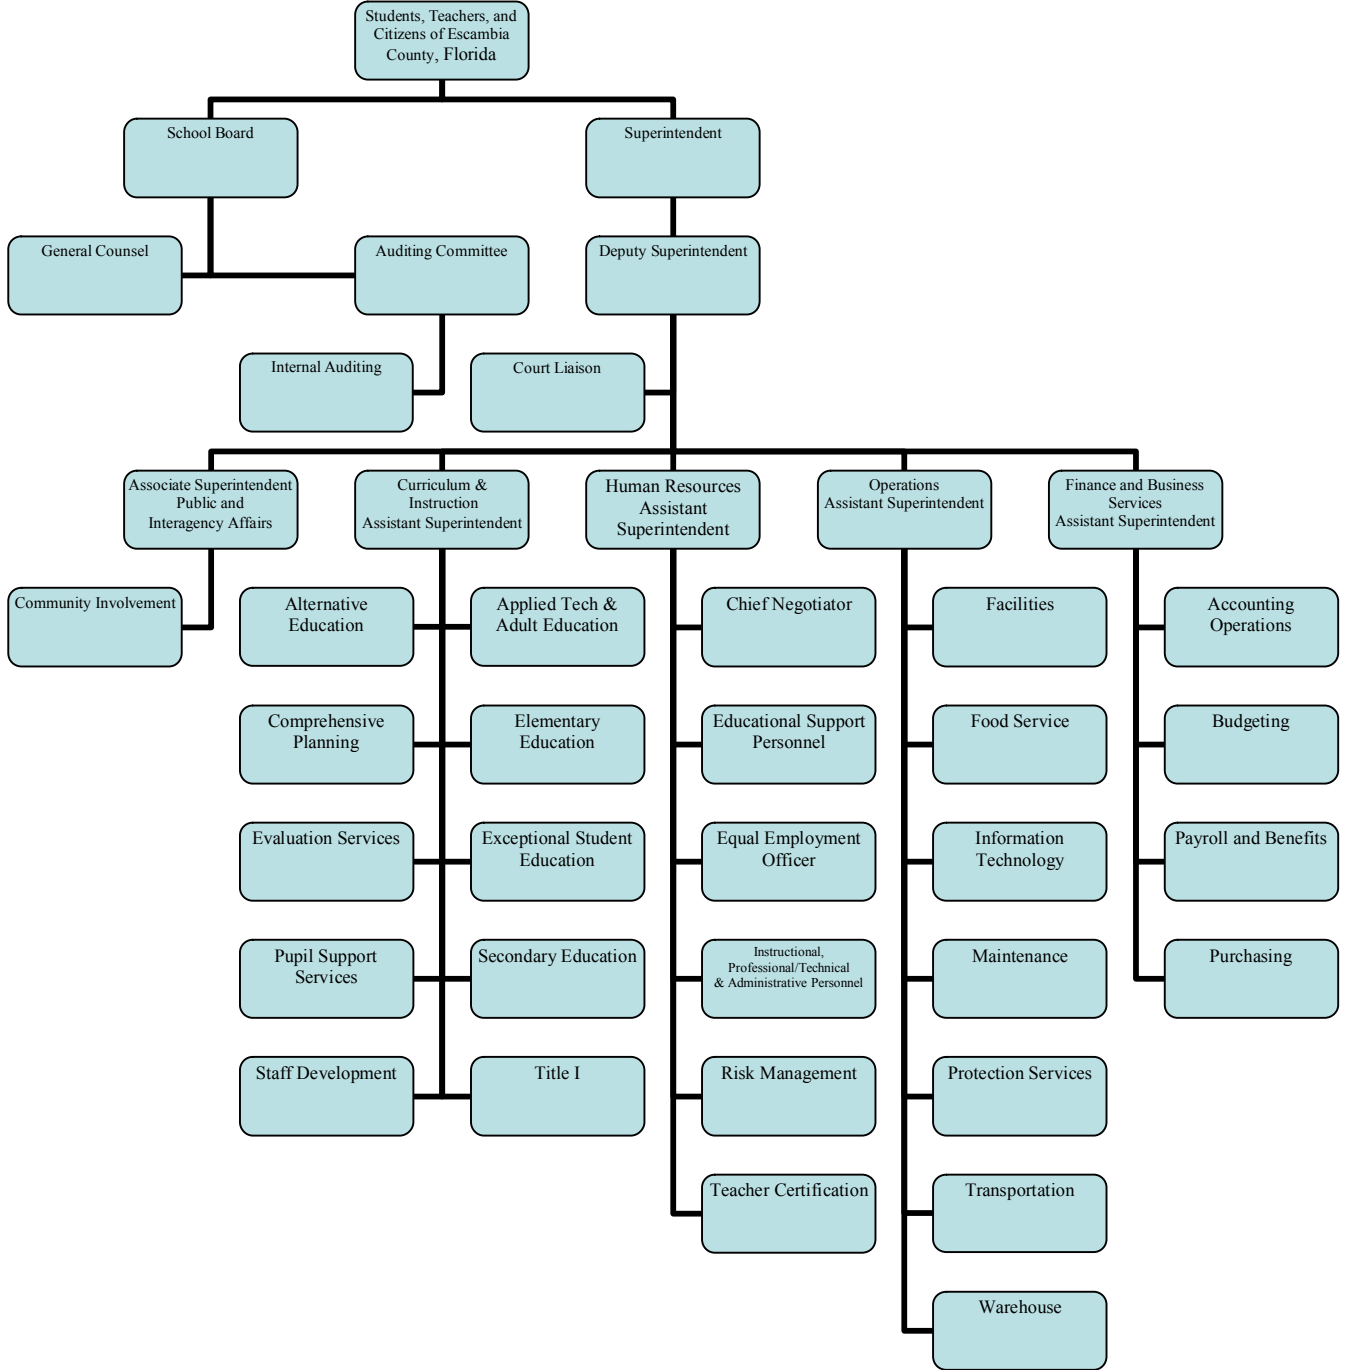 Students, Teachers, and
Citizens of Escambia
County, Florida
School Board
Superintendent
General Counsel
Auditing Committee
Deputy Superintendent
Internal Auditing
Court Liaison
Associate Superintendent
Public and
Interagency Affairs
Curriculum &
Instruction
Assistant Superintendent
Human Resources
Assistant
Superintendent
Operations
Assistant Superintendent
Finance and Business
Services
Assistant Superintendent
Community Involvement
Alternative
Education
Applied Tech &
Adult Education
Chief Negotiator
Facilities
Accounting
Operations
Comprehensive
Planning
Elementary
Education
Educational Support
Personnel
Food Service
Budgeting
Evaluation Services
Exceptional Student
Education
Equal Employment
Officer
Information
Technology
Payroll and Benefits
Pupil Support
Services
Secondary Education
Instructional,
Professional/Technical
& Administrative Personnel
Maintenance
Purchasing
Staff Development
Title I
Risk Management
Protection Services
Teacher Certification
Transportation
Warehouse